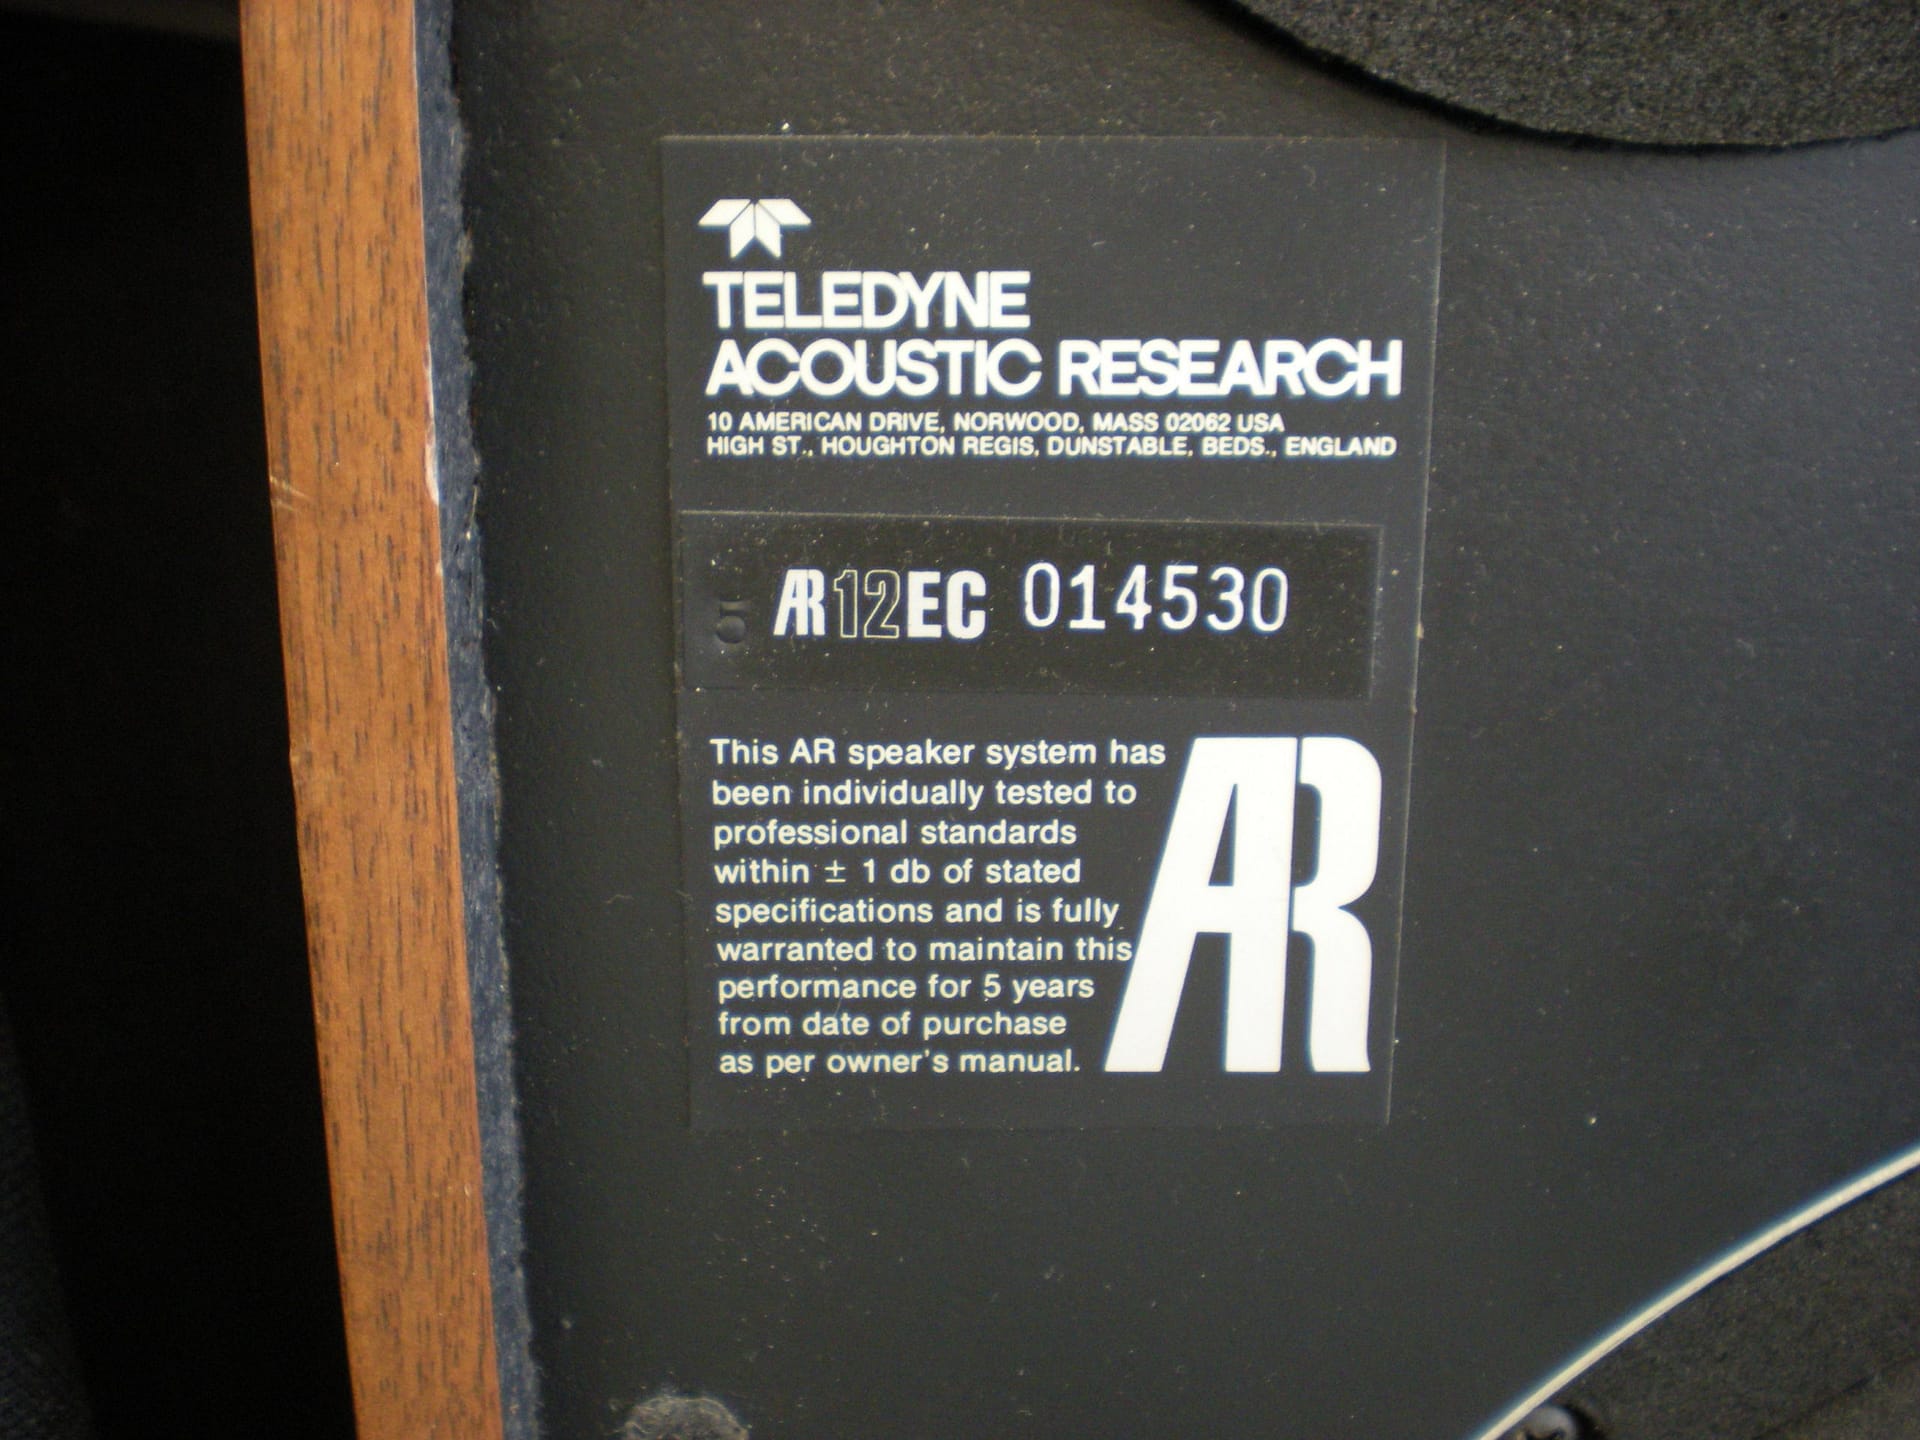 TELEDYNE
ACOUSTIC RESEARCH
10 AMERICAN DRIVE, NORWOOD, MASS 02062 USA
HIGH ST., HOUGHTON REGIS, DUNSTABLE, BEDS., ENGLAND
5 AR12EC 014530
This AR speaker system has
been individually tested to
professional standards
within ± 1 db of stated
specifications and is fully
warranted to maintain this
performance for 5 years
from date of purchase
as per owner's manual.
AR